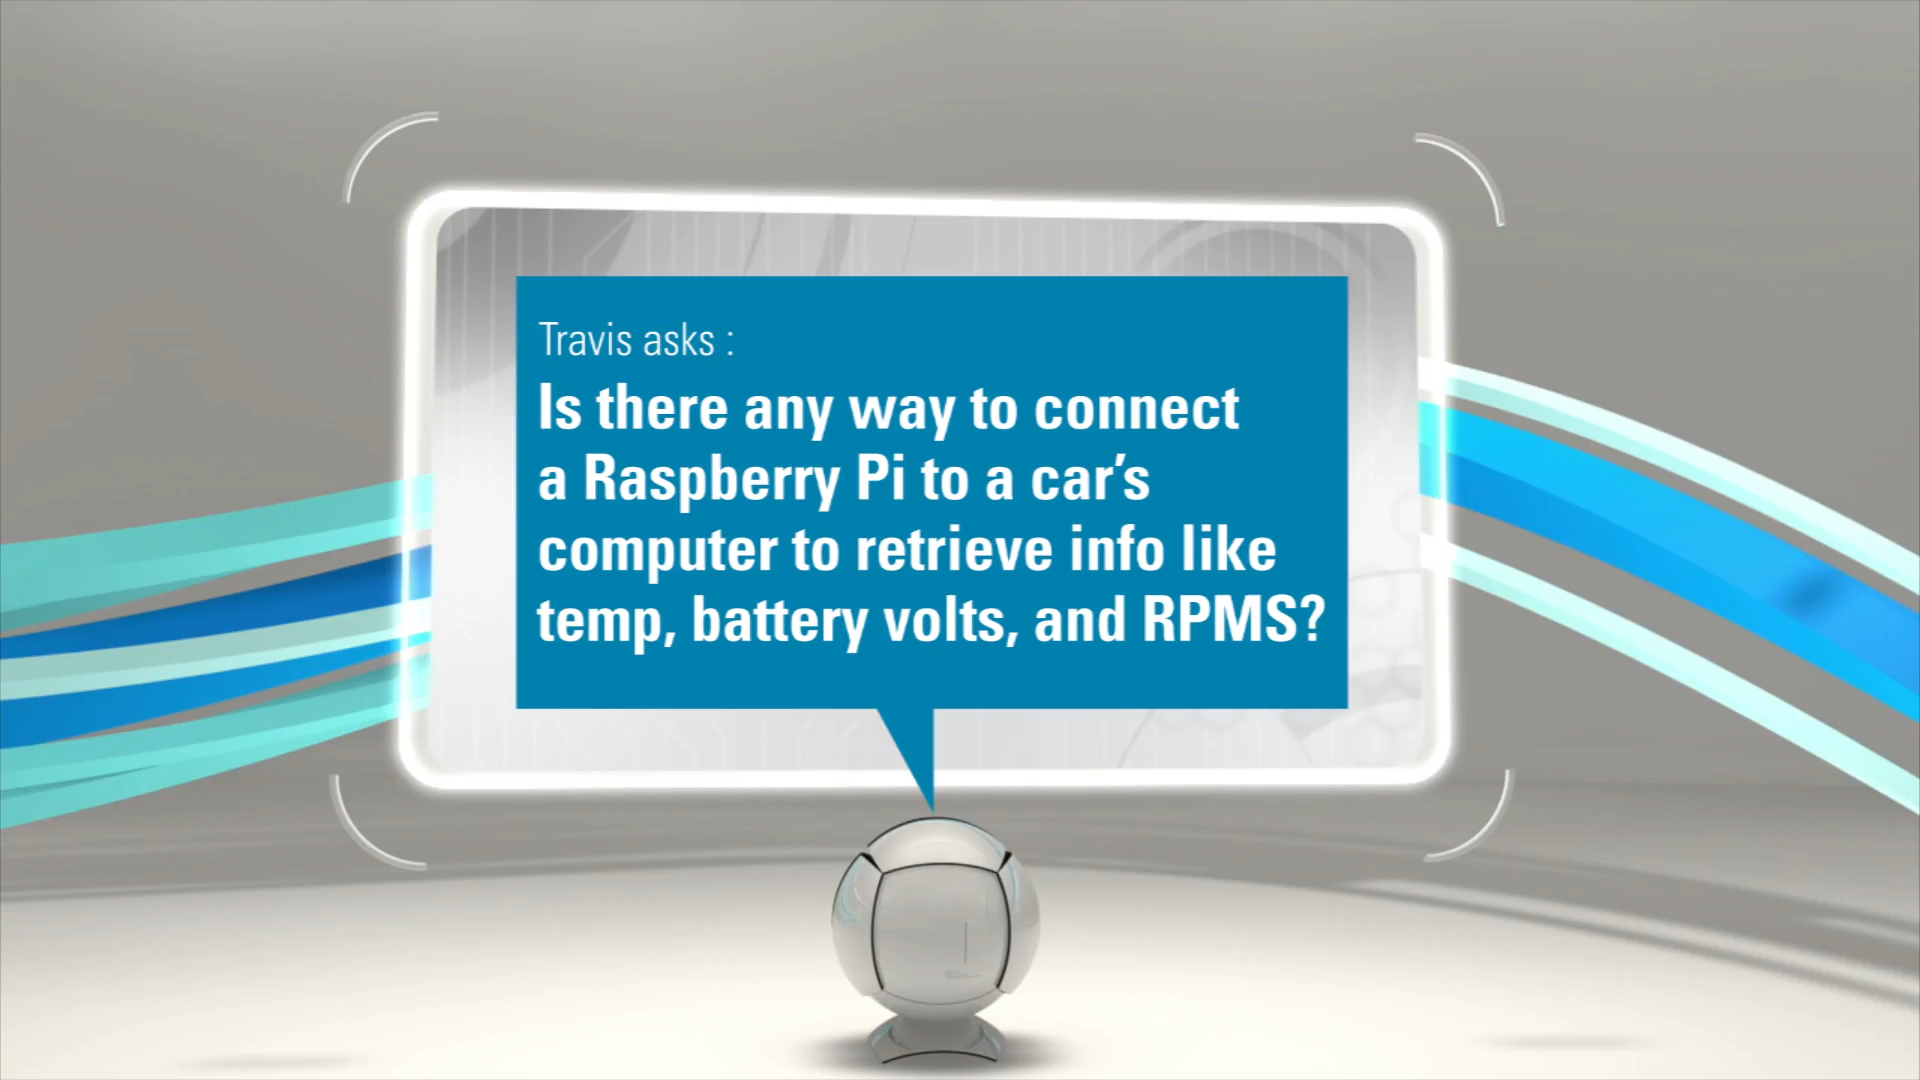 Travis asks :
Is there any way to connect
a Raspberry Pi to a car's
computer to retrieve info like
temp, battery volts, and RPMS?